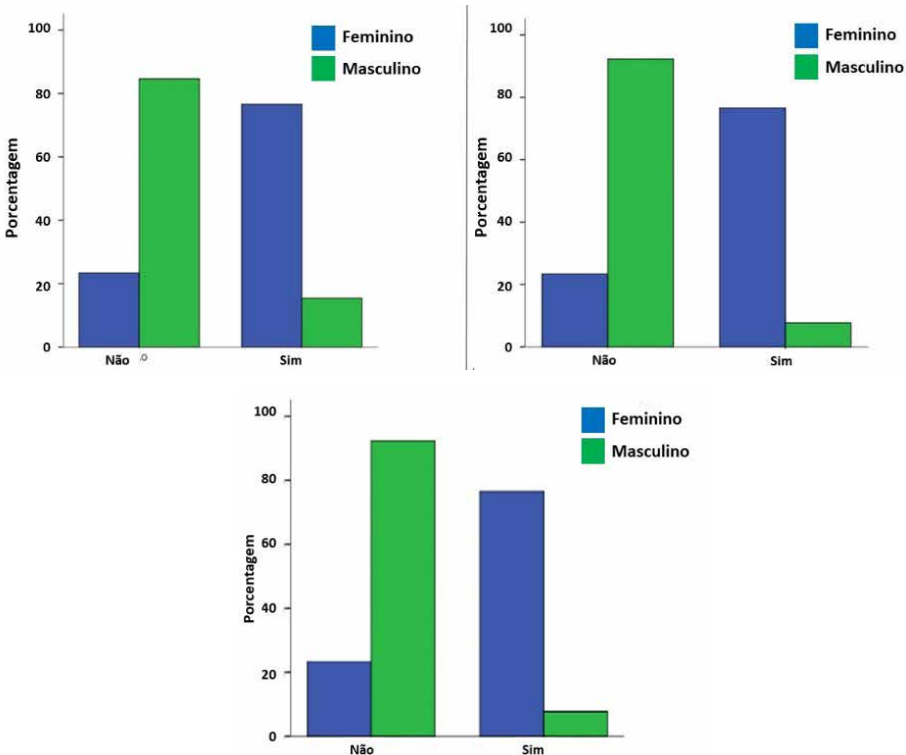 100
80
60
40
20
0
Porcentagem
Feminino
Masculino
Não
Sim
100
80
60
40
20
0
Porcentagem
Feminino
Masculino
Não
Sim
100
80
60
40
20
0
Porcentagem
Feminino
Masculino
Não
Sim